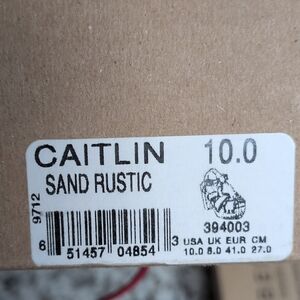 CAITLIN 10.0
SAND RUSTIC
9712
394003
6 51457 04854 3
USA UK EUR CM
10.0 8.0 41.0 27.0